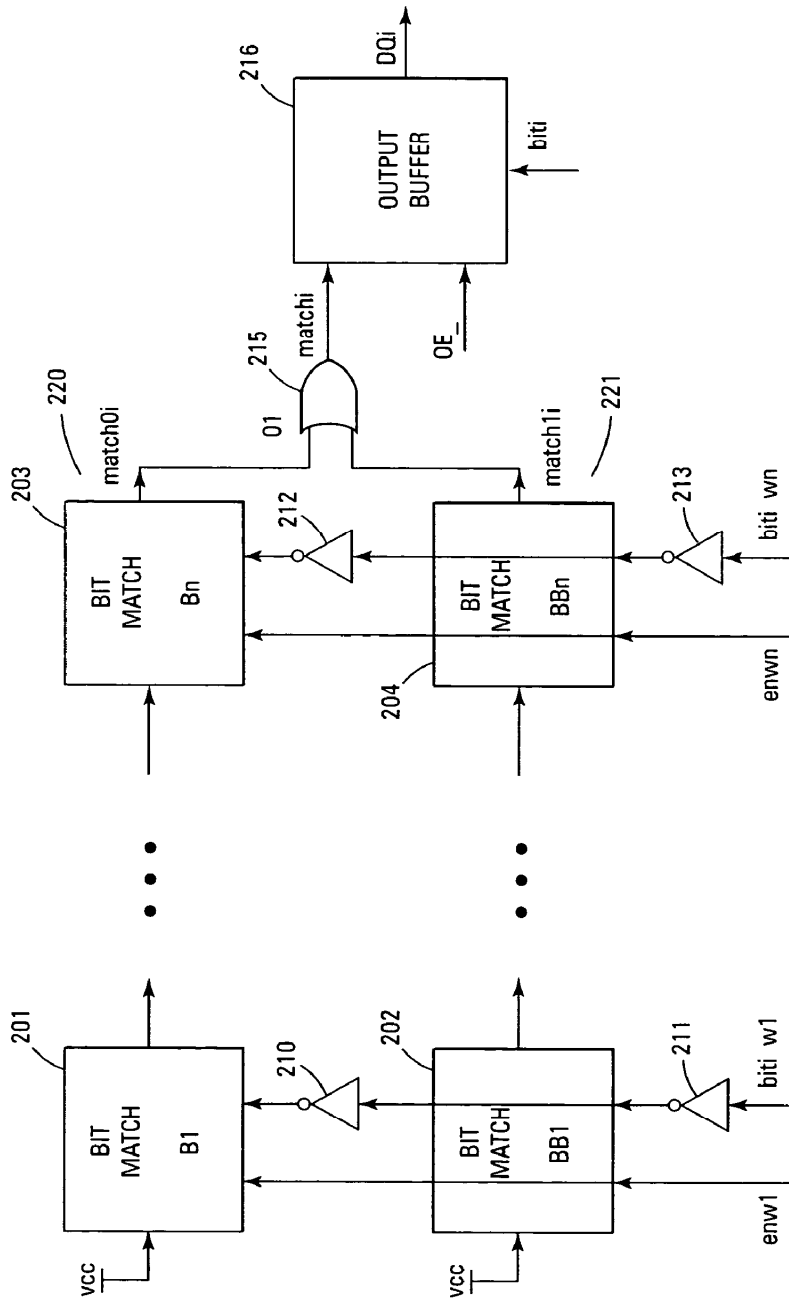 216
DQi
OUTPUT
BUFFER
biti
OE_
matchi
215
01
220
match0i
203
BIT
MATCH
Bn
212
match1i
221
BIT
MATCH
BBn
204
213
biti wn
enwn
201
BIT
MATCH
B1
vcc
210
202
BIT
MATCH
BB1
vcc
211
biti w1
enw1